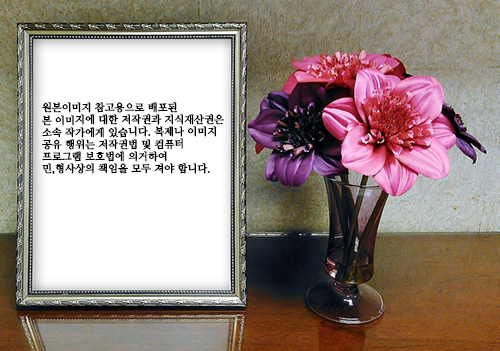 원본이미지 참고용으로 배포된
본 이미지에 대한 저작권과 지식재산권은
소속 작가에게 있습니다. 복제나 이미지
공유 행위는 저작권법 및 컴퓨터
프로그램 보호법에 의거하여
민,형사상의 책임을 모두 져야 합니다.